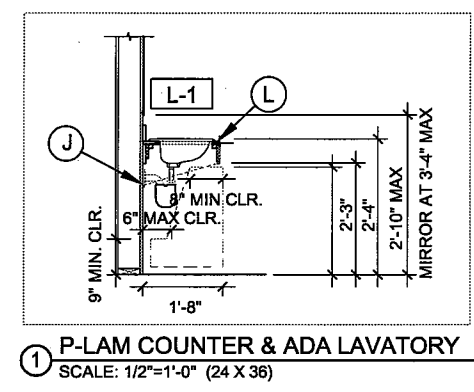 L-1
L
J
8" MIN CLR.
6" MAX CLR.
9" MIN. CLR.
1'-8"
2'-3"
2'-4"
2'-10" MAX
MIRROR AT 3'-4" MAX
1 P-LAM COUNTER & ADA LAVATORY
SCALE: 1/2"=1'-0" (24 X 36)